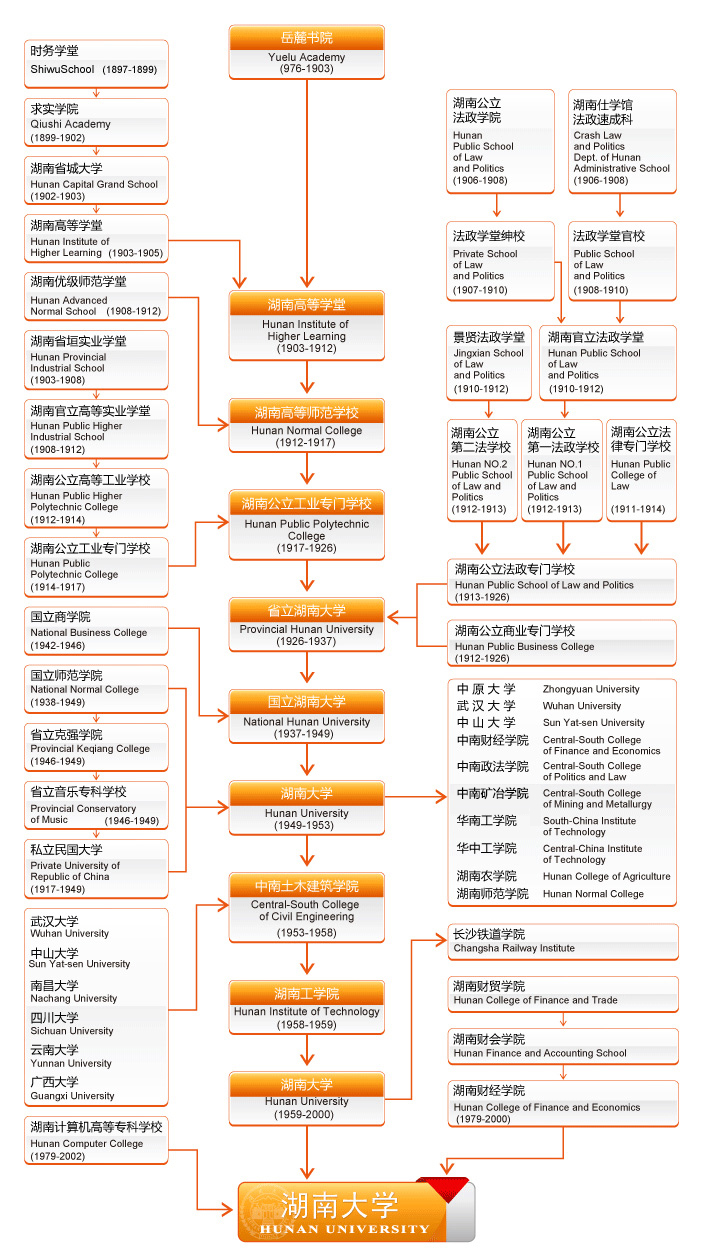 时务学堂
ShiwuSchool (1897-1899)
求实学院
Qiushi Academy
(1899-1902)
湖南省城大学
Hunan Capital Grand School
(1902-1903)
湖南高等学堂
Hunan Institute of
Higher Learning (1903-1905)
湖南优级师范学堂
Hunan Advanced
Normal School (1908-1912)
湖南省垣实业学堂
Hunan Provincial
Industrial School
(1903-1908)
湖南官立高等实业学堂
Hunan Public Higher
Industrial School
(1908-1912)
湖南公立高等工业学校
Hunan Public Higher
Polytechnic College
(1912-1914)
湖南公立工业专门学校
Hunan Public
Polytechnic College
(1914-1917)
国立商学院
National Business College
(1942-1946)
国立师范学院
National Normal College
(1938-1949)
省立克强学院
Provincial Keqiang College
(1946-1949)
省立音乐专科学校
Provincial Conservatory
of Music (1946-1949)
私立民国大学
Private University of
Republic of China
(1917-1949)
武汉大学
Wuhan University
中山大学
Sun Yat-sen University
南昌大学
Nachang University
四川大学
Sichuan University
云南大学
Yunnan University
广西大学
Guangxi University
湖南计算机高等专科学校
Hunan Computer College
(1979-2002)
岳麓书院
Yuelu Academy
(976-1903)
湖南高等学堂
Hunan Institute of
Higher Learning
(1903-1912)
湖南高等师范学校
Hunan Normal College
(1912-1917)
湖南公立工业专门学校
Hunan Public Polytechnic
College
(1917-1926)
省立湖南大学
Provincial Hunan University
(1926-1937)
国立湖南大学
National Hunan University
(1937-1949)
湖南大学
Hunan University
(1949-1953)
中南土木建筑学院
Central-South College
of Civil Engineering
(1953-1958)
湖南工学院
Hunan Institute of Technology
(1958-1959)
湖南大学
Hunan University
(1959-2000)
湖南公立
法政学院
Hunan
Public School
of Law
and Politics
(1906-1908)
湖南仕学馆
法政速成科
Crash Law
and Politics
Dept. of Hunan
Administrative School
(1906-1908)
法政学堂绅校
Private School
of Law
and Politics
(1907-1910)
法政学堂官校
Public School
of Law
and Politics
(1908-1910)
景贤法政学堂
Jingxian School
of Law
and Politics
(1910-1912)
湖南官立法政学堂
Hunan Public School
of Law
and Politics
(1910-1912)
湖南公立
第二法学校
Hunan NO.2
Public School
of Law and
Politics
(1912-1913)
湖南公立
第一法政学校
Hunan NO.1
Public School
of Law and
Politics
(1912-1913)
湖南公立法
律专门学校
Hunan Public
College of
Law
(1911-1914)
湖南公立法政专门学校
Hunan Public School of Law and Politics
(1913-1926)
湖南公立商业专门学校
Hunan Public Business College
(1912-1926)
中原大学 Zhongyuan University
武汉大学 Wuhan University
中山大学 Sun Yat-sen University
中南财经学院 Central-South College
of Finance and Economics
中南政法学院 Central-South College
of Politics and Law
中南矿冶学院 Central-South College
of Mining and Metallurgy
华南工学院 South-China Institute
of Technology
华中工学院 Central-China Institute
of Technology
湖南农学院 Hunan College of Agriculture
湖南师范学院 Hunan Normal College
长沙铁道学院
Changsha Railway Institute
湖南财贸学院
Hunan College of Finance and Trade
湖南财会学院
Hunan Finance and Accounting School
湖南财经学院
Hunan College of Finance and Economics
(1979-2000)
湖南大学
HUNAN UNIVERSITY